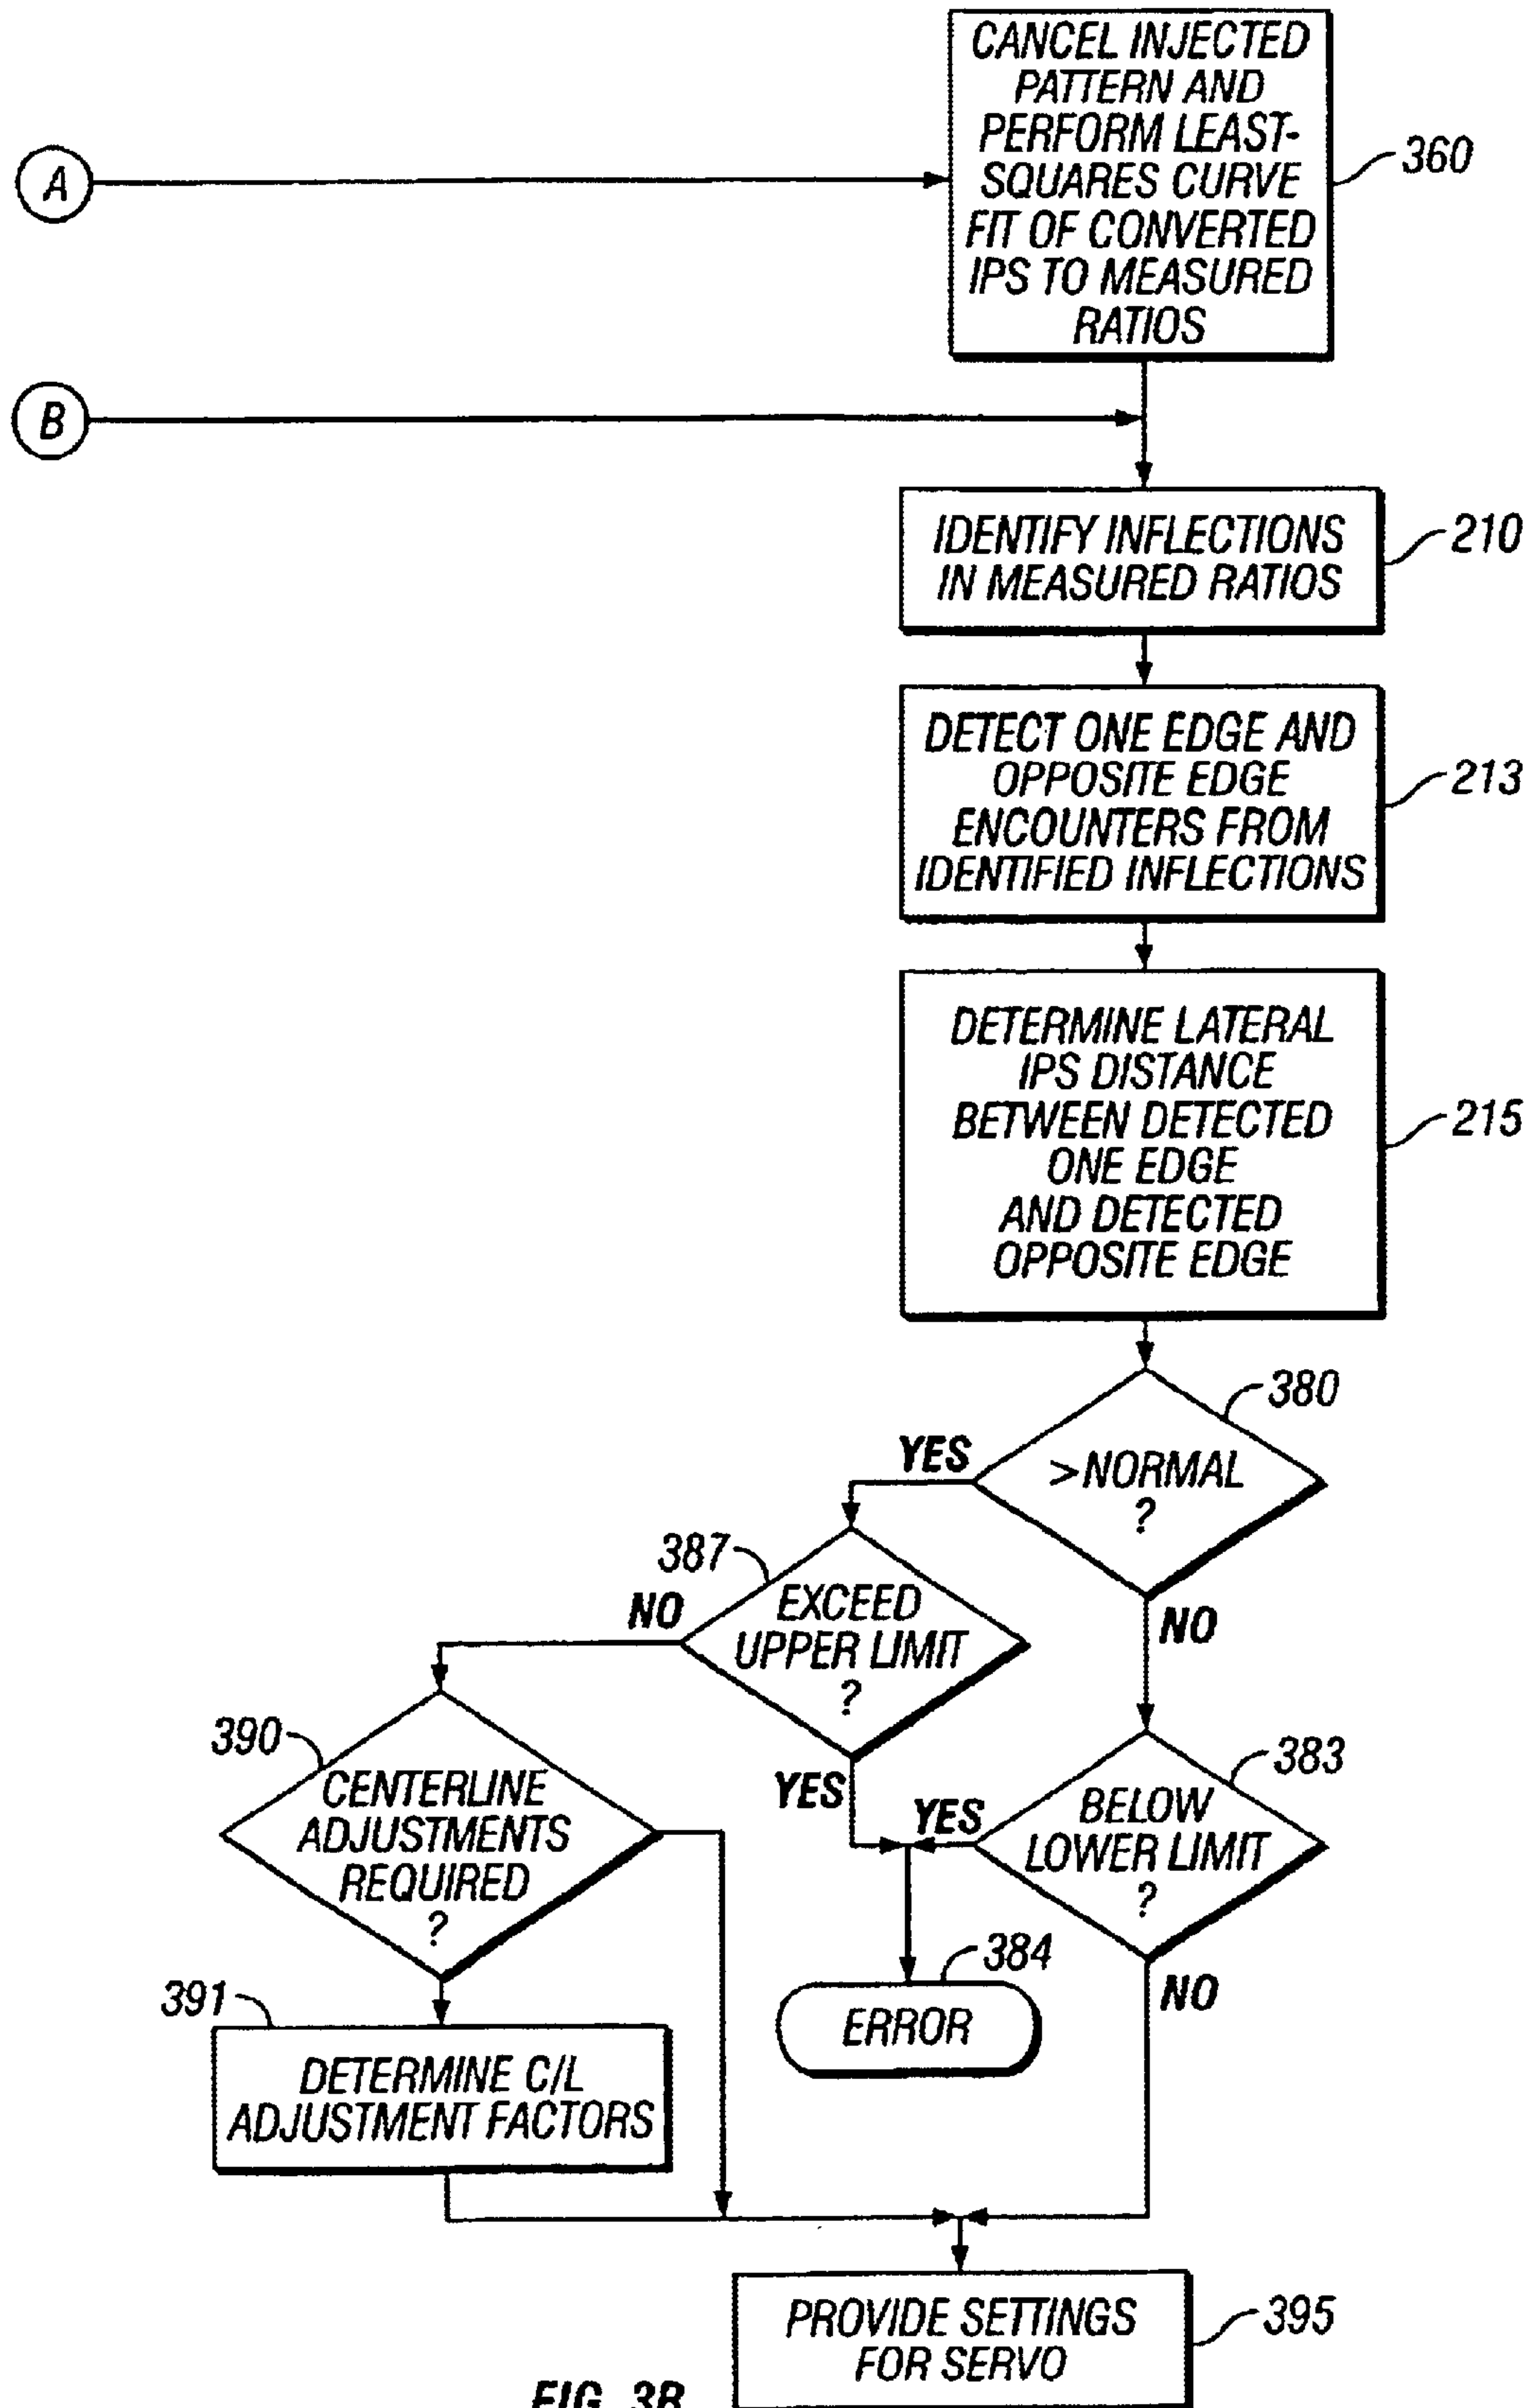 CANCEL INJECTED
PATTERN AND
PERFORM LEAST-
SQUARES CURVE
FIT OF CONVERTED
IPS TO MEASURED
RATIOS
360
A
B
IDENTIFY INFLECTIONS
IN MEASURED RATIOS
210
DETECT ONE EDGE AND
OPPOSITE EDGE
ENCOUNTERS FROM
IDENTIFIED INFLECTIONS
213
DETERMINE LATERAL
IPS DISTANCE
BETWEEN DETECTED
ONE EDGE
AND DETECTED
OPPOSITE EDGE
215
380
>NORMAL
?
YES
NO
387
EXCEED
UPPER LIMIT
?
NO
YES
383
BELOW
LOWER LIMIT
?
YES
NO
390
CENTERLINE
ADJUSTMENTS
REQUIRED
?
384
ERROR
391
DETERMINE C/L
ADJUSTMENT FACTORS
PROVIDE SETTINGS
FOR SERVO
395
FIG. 3B